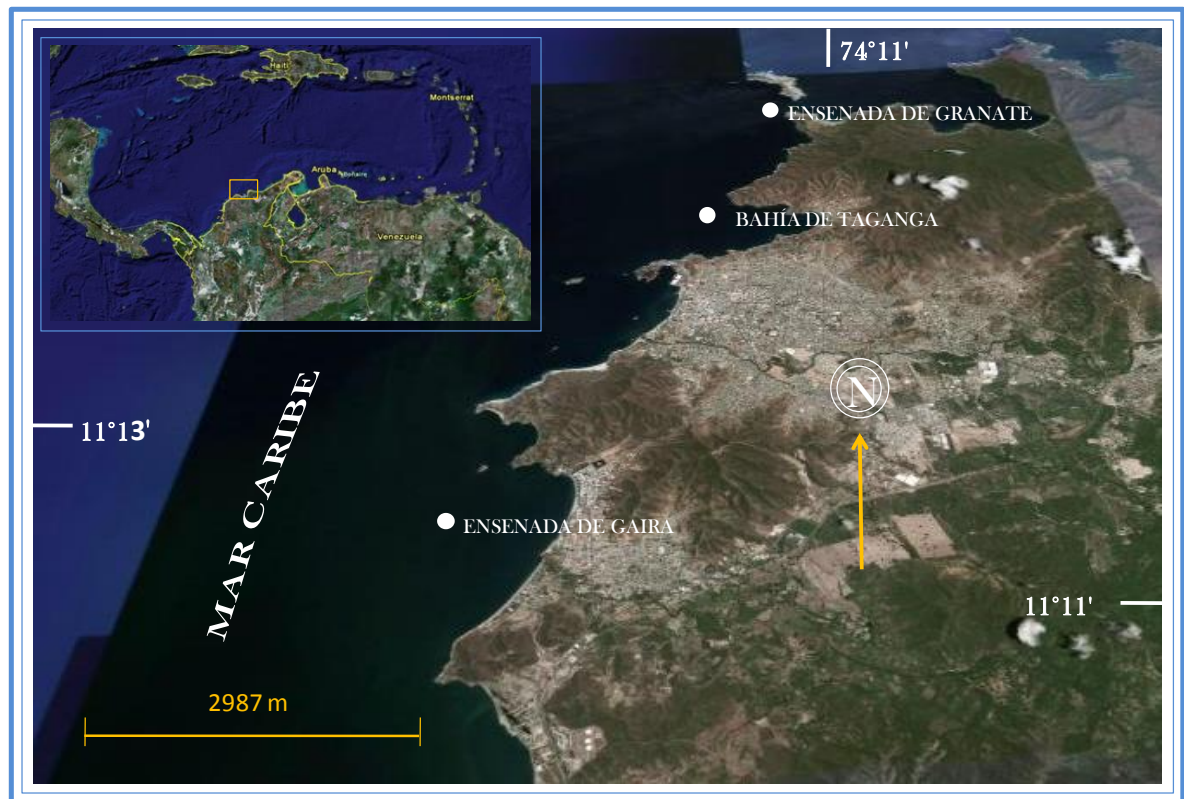 Haiti
Montserrat
Aruba
Bonaire
Venezuela
74°11'
ENSENADA DE GRANATE
BAHÍA DE TAGANGA
N
11°13'
MAR CARIBE
ENSENADA DE GAIRA
11°11'
2987 m